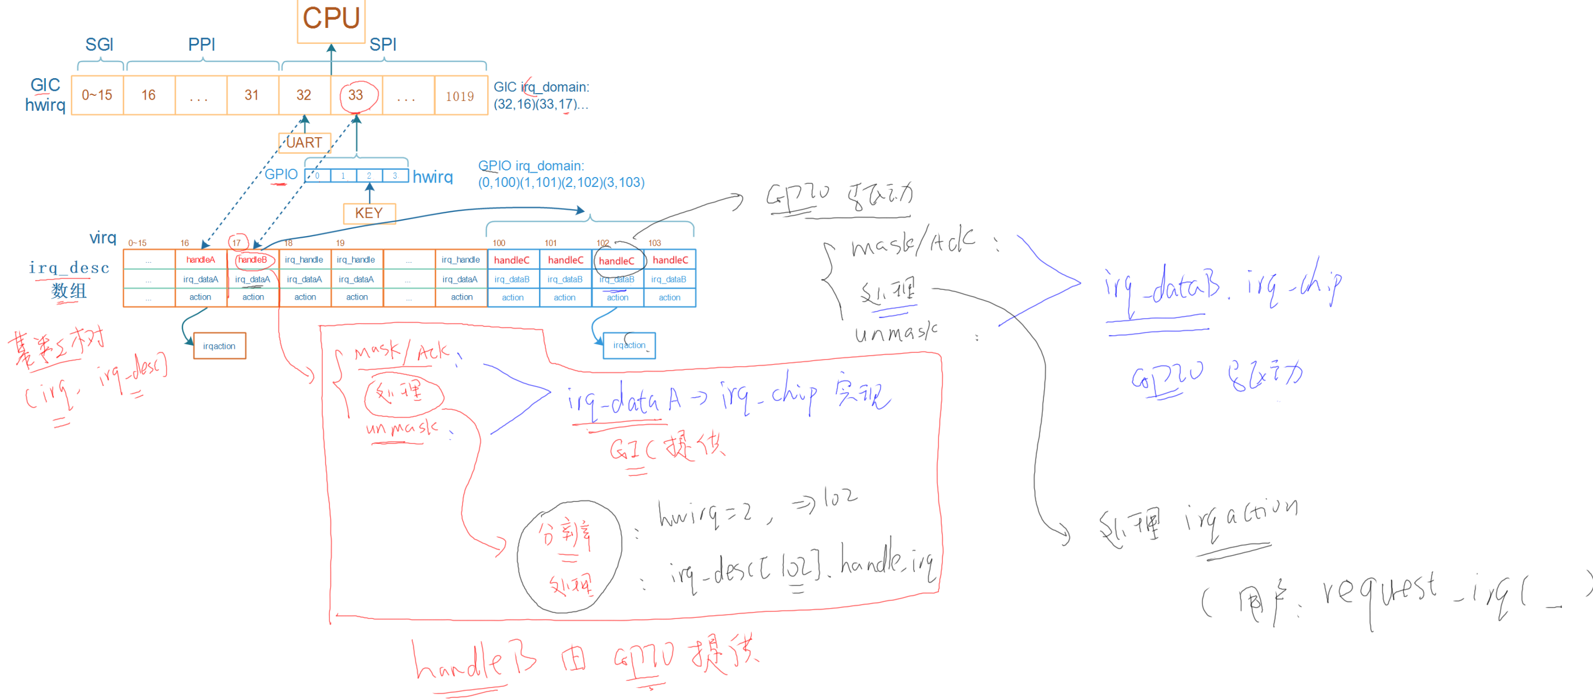 CPU
SGI PPI SPI
GIC
hwirq
0~15 16 ... 31 32 33 ... 1019
GIC irq_domain:
(32,16)(33,17)...
UART
GPIO 0 1 2 3 hwirq
GPIO irq_domain:
(0,100)(1,101)(2,102)(3,103)
KEY
virq 0~15 16 17 18 19 100 101 102 103
irq_desc
数组
... handleA handleB irq_handle irq_handle ... irq_handle handleC handleC handleC handleC
... irq_dataA irq_dataA irq_dataA irq_dataA ... irq_dataA irq_dataB irq_dataB irq_dataB irq_dataB
... action action action action ... action action action action action
irqaction
irqaction
(irq, irq_desc)
mask/Ack:
处理
unmask:
irq_dataA → irq_chip 实现
GIC 提供
分辨率: hwirq=2, ⇒102
处理: irq_desc[102].handle_irq
handleB 由 GPIO 提供
GPIO 驱动
mask/Ack:
处理
unmask:
irq_dataB. irq_chip
GPIO 驱动
处理 irqaction
(用户: request_irq(_)